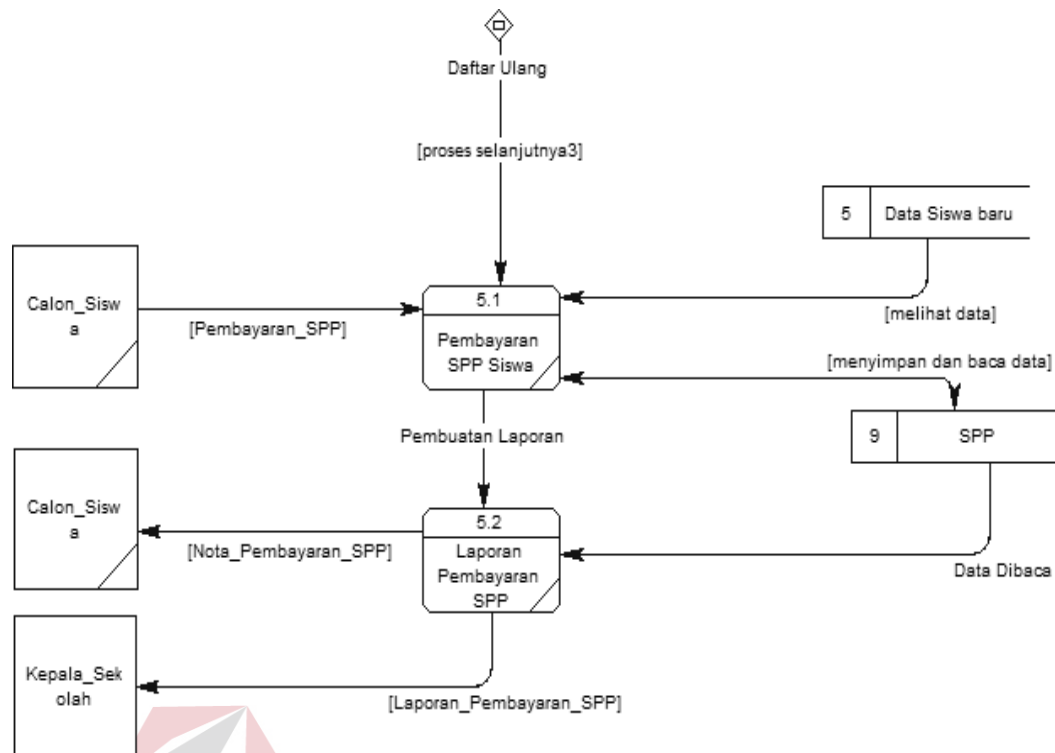 Daftar Ulang
[proses selanjutnya3]
5
Data Siswa baru
Calon_Sisw
a
[Pembayaran_SPP]
5.1
Pembayaran
SPP Siswa
[melihat data]
[menyimpan dan baca data]
9
SPP
Pembuatan Laporan
Calon_Sisw
a
[Nota_Pembayaran_SPP]
5.2
Laporan
Pembayaran
SPP
Data Dibaca
Kepala_Sek
olah
[Laporan_Pembayaran_SPP]